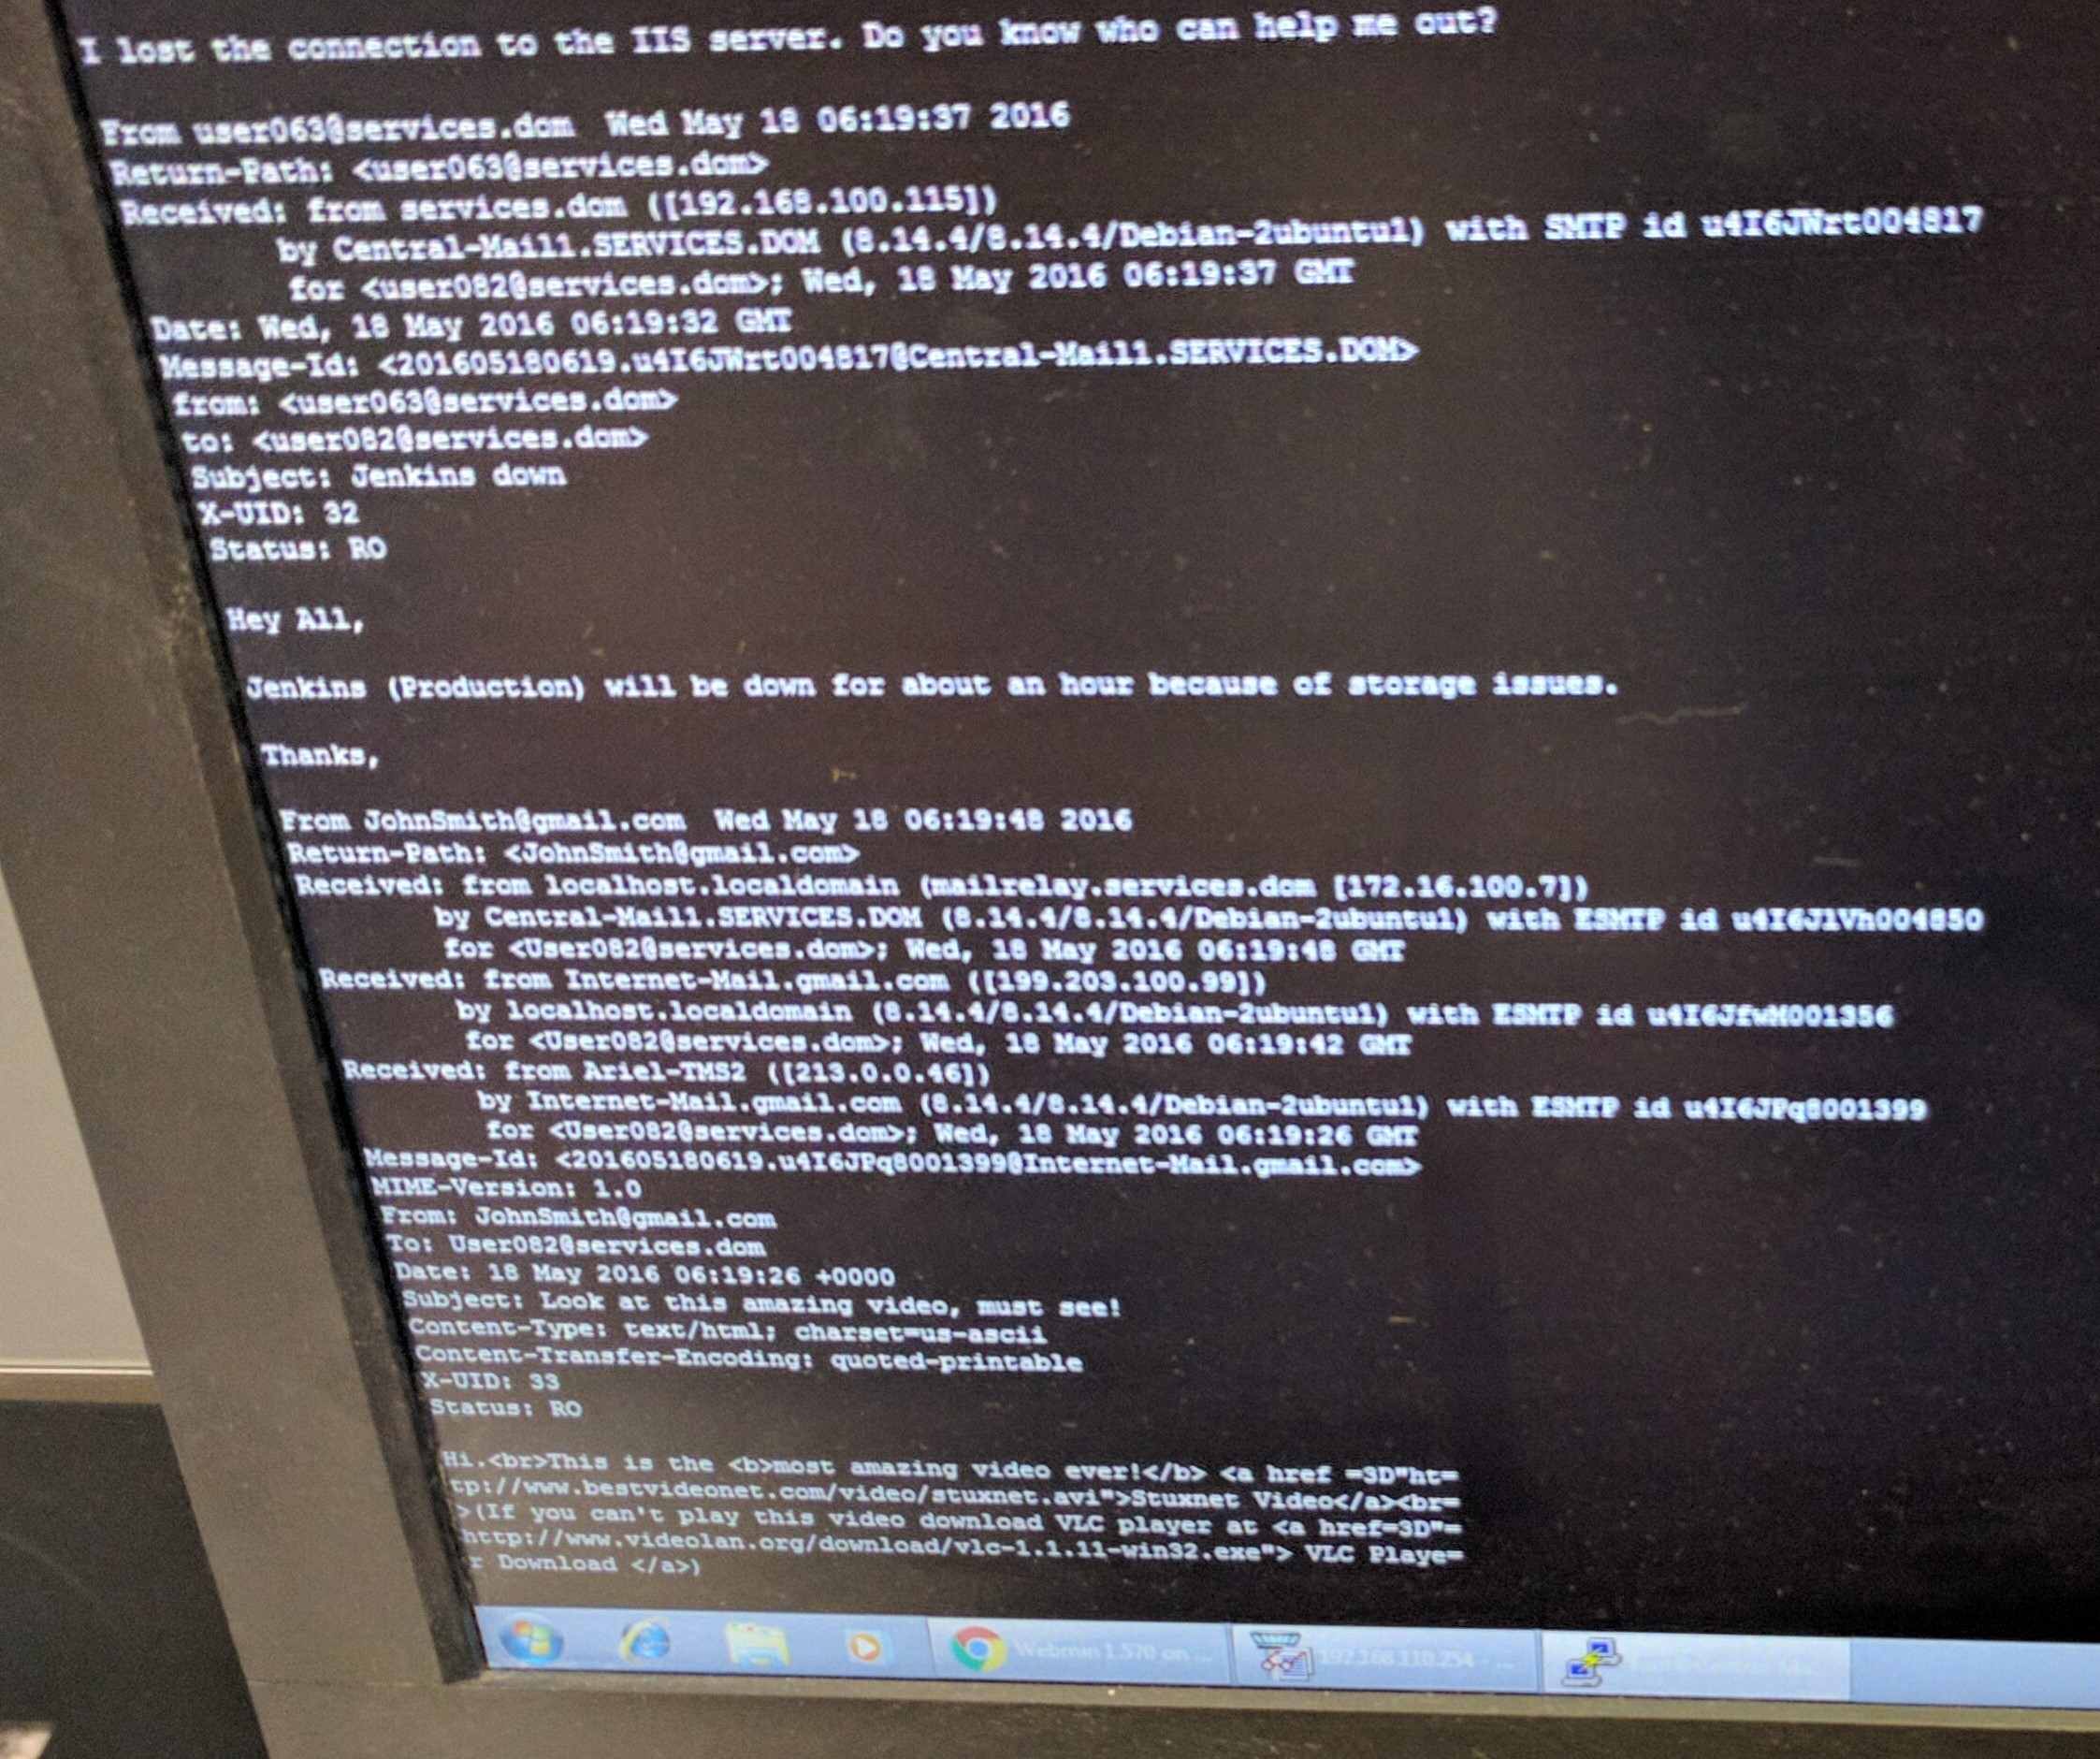 I lost the connection to the IIS server. Do you know who can help me out?
From user063@services.dom  Wed May 18 06:19:37 2016
Return-Path: <user063@services.dom>
Received: from services.dom ([192.168.100.115])
by Central-Mail1.SERVICES.DOM (8.14.4/8.14.4/Debian-2ubuntu1) with SMTP id u4I6JWrt004817
for <user082@services.dom>; Wed, 18 May 2016 06:19:37 GMT
Date: Wed, 18 May 2016 06:19:32 GMT
Message-Id: <201605180619.u4I6JWrt004817@Central-Mail1.SERVICES.DOM>
from: <user063@services.dom>
to: <user082@services.dom>
Subject: Jenkins down
X-UID: 32
Status: RO
Hey All,
Jenkins (Production) will be down for about an hour because of storage issues.
Thanks,
From JohnSmith@gmail.com  Wed May 18 06:19:48 2016
Return-Path: <JohnSmith@gmail.com>
Received: from localhost.localdomain (mailrelay.services.dom [172.16.100.7])
by Central-Mail1.SERVICES.DOM (8.14.4/8.14.4/Debian-2ubuntu1) with ESMTP id u4I6JlVh004850
for <User082@services.dom>; Wed, 18 May 2016 06:19:48 GMT
Received: from Internet-Mail.gmail.com ([199.203.100.99])
by localhost.localdomain (8.14.4/8.14.4/Debian-2ubuntu1) with ESMTP id u4I6JfwM001356
for <User082@services.dom>; Wed, 18 May 2016 06:19:42 GMT
Received: from Ariel-TMS2 ([213.0.0.46])
by Internet-Mail.gmail.com (8.14.4/8.14.4/Debian-2ubuntu1) with ESMTP id u4I6JPq8001399
for <User082@services.dom>; Wed, 18 May 2016 06:19:26 GMT
Message-Id: <201605180619.u4I6JPq8001399@Internet-Mail.gmail.com>
MIME-Version: 1.0
From: JohnSmith@gmail.com
To: User082@services.dom
Date: 18 May 2016 06:19:26 +0000
Subject: Look at this amazing video, must see!
Content-Type: text/html; charset=us-ascii
Content-Transfer-Encoding: quoted-printable
X-UID: 33
Status: RO
Hi.<br>This is the <b>most amazing video ever!</b> <a href =3D"ht=
tp://www.bestvideonet.com/video/stuxnet.avi">Stuxnet Video</a><br=
>(If you can't play this video download VLC player at <a href=3D"=
http://www.videolan.org/download/vlc-1.1.11-win32.exe"> VLC Playe=
r Download </a>)
Webmin 1.570 on ...
192.168.110.254 - ...